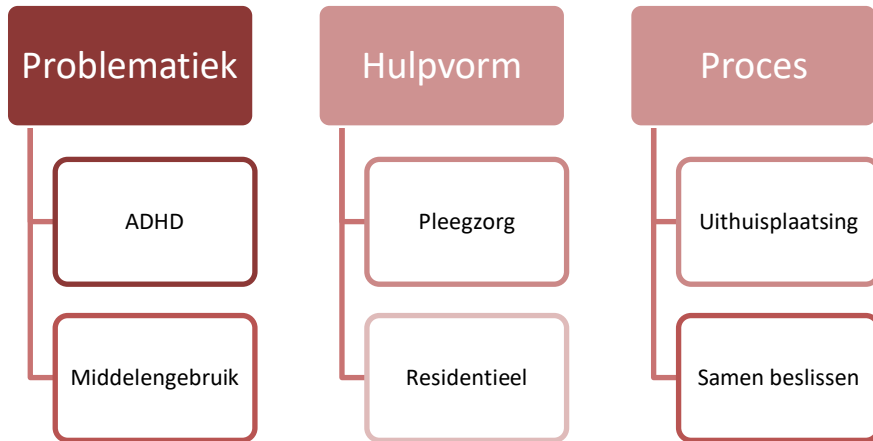 Problematiek
ADHD
Middelengebruik
Hulpvorm
Pleegzorg
Residentieel
Proces
Uithuisplaatsing
Samen beslissen